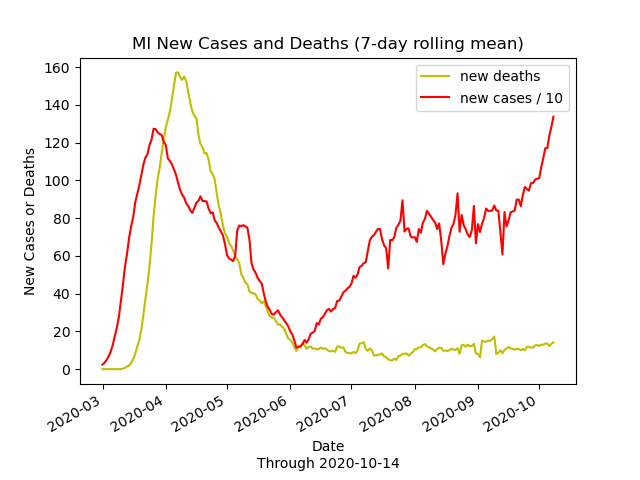 MI New Cases and Deaths (7-day rolling mean)
new deaths
new cases / 10
160
140
120
100
80
60
40
20
0
New Cases or Deaths
2020-03
2020-04
2020-05
2020-06
2020-07
2020-08
2020-09
2020-10
Date
Through 2020-10-14